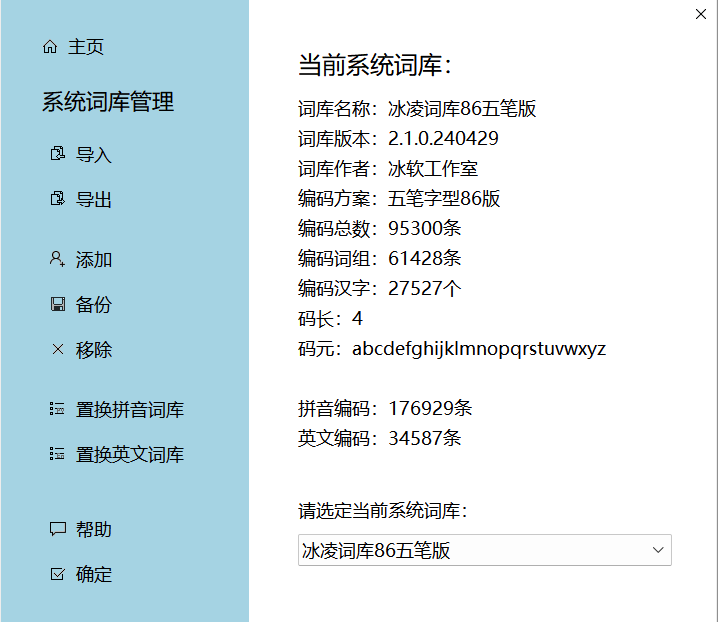 主页
系统词库管理
导入
导出
添加
备份
移除
置换拼音词库
置换英文词库
帮助
确定
当前系统词库：
词库名称：冰凌词库86五笔版
词库版本：2.1.0.240429
词库作者：冰软工作室
编码方案：五笔字型86版
编码总数：95300条
编码词组：61428条
编码汉字：27527个
码长：4
码元：abcdefghijklmnopqrstuvwxyz
拼音编码：176929条
英文编码：34587条
请选定当前系统词库：
冰凌词库86五笔版